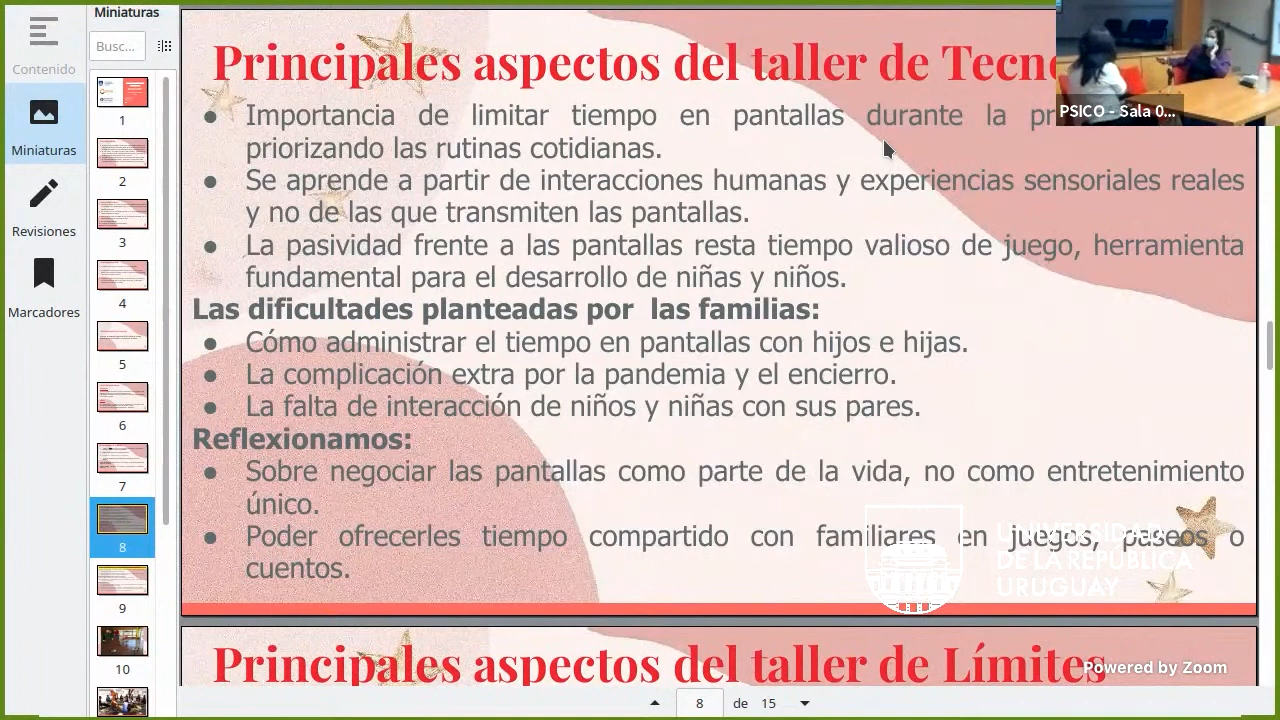 Miniaturas
Busc...
Contenido
Miniaturas
Revisiones
Marcadores
1
2
3
4
5
6
7
8
9
10
Principales aspectos del taller de
PSICO - Sala 0...
● Importancia de limitar tiempo en pantallas durante la
priorizando las rutinas cotidianas.
● Se aprende a partir de interacciones humanas y experiencias sensoriales reales
y no de las que transmiten las pantallas.
● La pasividad frente a las pantallas resta tiempo valioso de juego, herramienta
fundamental para el desarrollo de niñas y niños.
Las dificultades planteadas por las familias:
● Cómo administrar el tiempo en pantallas con hijos e hijas.
● La complicación extra por la pandemia y el encierro.
● La falta de interacción de niños y niñas con sus pares.
Reflexionamos:
● Sobre negociar las pantallas como parte de la vida, no como entretenimiento
único.
● Poder ofrecerles tiempo compartido con familiares en juegos, paseos o
cuentos.
UNIVERSIDAD
DE LA REPÚBLICA
URUGUAY
Principales aspectos del taller de Límites
Powered by Zoom
8 de 15